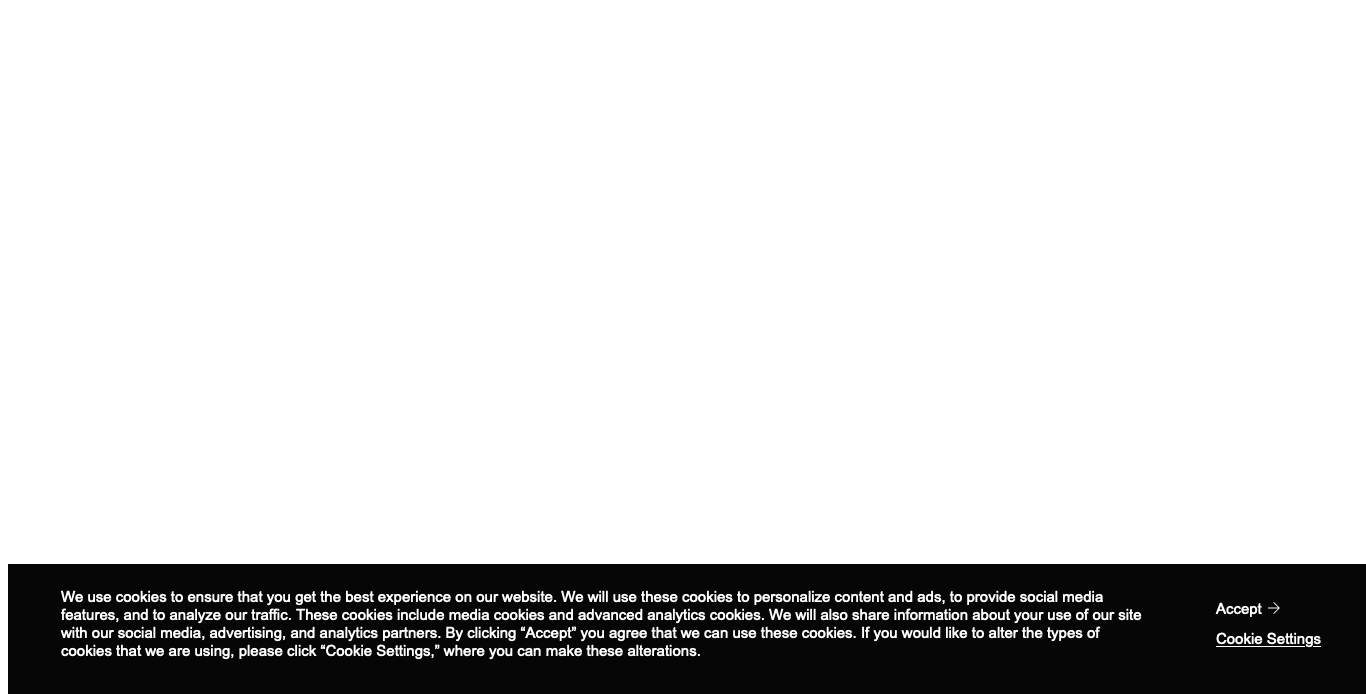 We use cookies to ensure that you get the best experience on our website. We will use these cookies to personalize content and ads, to provide social media
features, and to analyze our traffic. These cookies include media cookies and advanced analytics cookies. We will also share information about your use of our site
with our social media, advertising, and analytics partners. By clicking “Accept” you agree that we can use these cookies. If you would like to alter the types of
cookies that we are using, please click “Cookie Settings,” where you can make these alterations.
Accept →
Cookie Settings